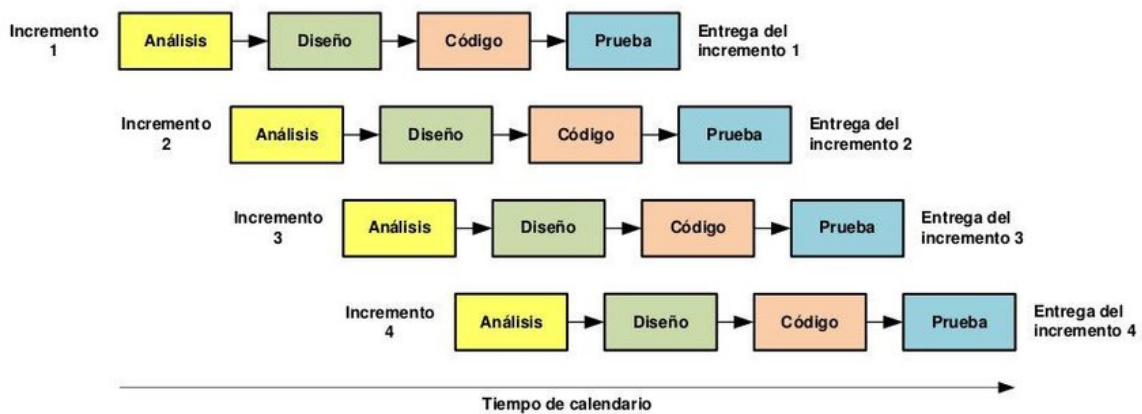 Incremento
1
Análisis
Diseño
Código
Prueba
Entrega del
incremento 1
Incremento
2
Análisis
Diseño
Código
Prueba
Entrega del
incremento 2
Incremento
3
Análisis
Diseño
Código
Prueba
Entrega del
incremento 3
Incremento
4
Análisis
Diseño
Código
Prueba
Entrega del
incremento 4
Tiempo de calendario